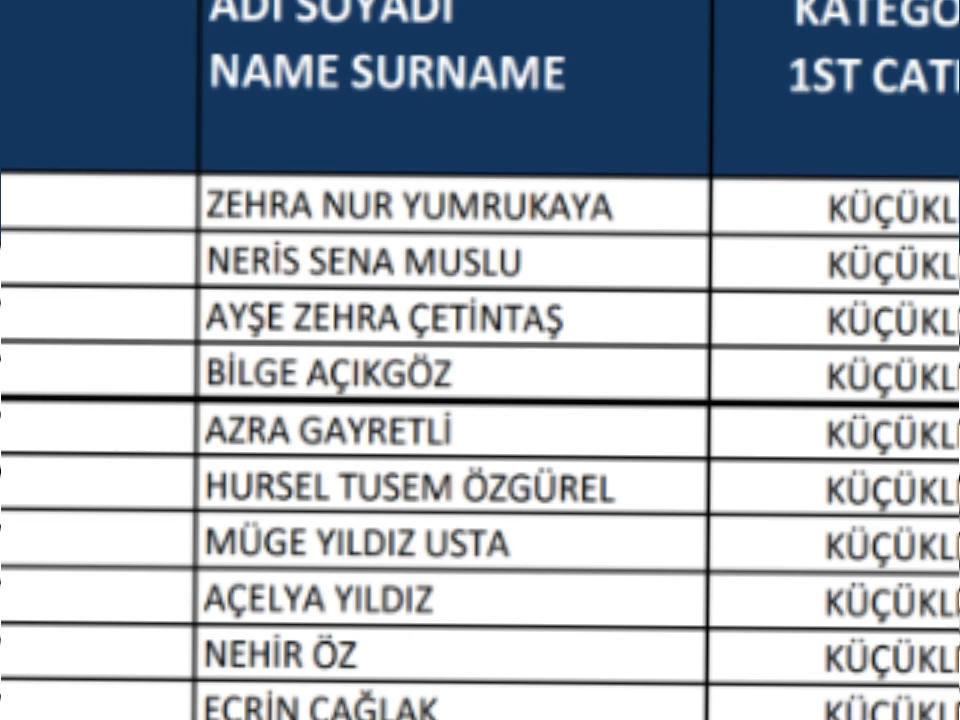 ADI SOYADI KATEGO
NAME SURNAME 1ST CAT
ZEHRA NUR YUMRUKAYA KÜÇÜKL
NERİS SENA MUSLU KÜÇÜKL
AYŞE ZEHRA ÇETİNTAŞ KÜÇÜKL
BİLGE AÇIKGÖZ KÜÇÜKL
AZRA GAYRETLİ KÜÇÜKL
HURSEL TUSEM ÖZGÜREL KÜÇÜKL
MÜGE YILDIZ USTA KÜÇÜKL
AÇELYA YILDIZ KÜÇÜKL
NEHİR ÖZ KÜÇÜKL
ECRİN ÇAĞLAK KÜÇÜKL